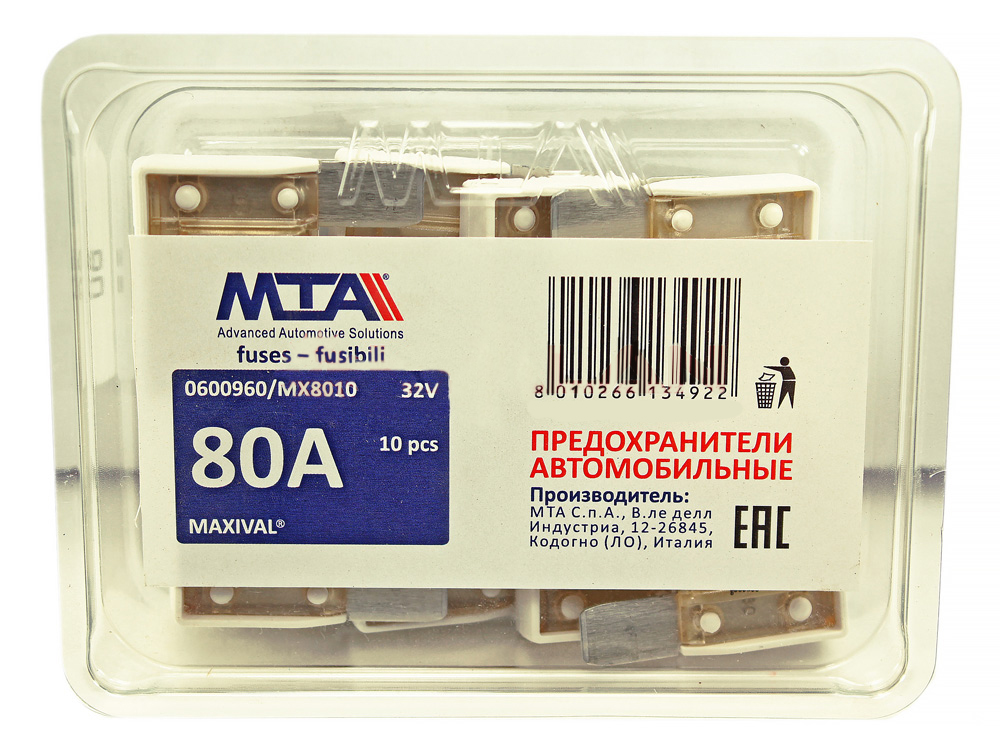 MTA®
Advanced Automotive Solutions
fuses – fusibili
0600960/MX8010 32V
80A 10 pcs
MAXIVAL®
8 010266 134922
ПРЕДОХРАНИТЕЛИ
АВТОМОБИЛЬНЫЕ
Производитель:
МТА С.п.А., В.ле делл
Индустриа, 12-26845,
Кодогно (ЛО), Италия
EAC